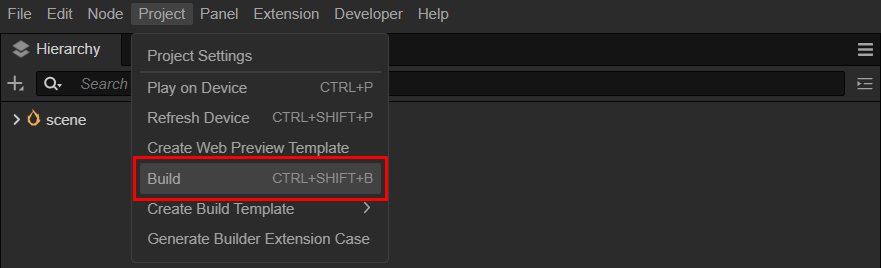 File Edit Node Project Panel Extension Developer Help
Hierarchy
Project Settings
Search
Play on Device CTRL+P
scene
Refresh Device CTRL+SHIFT+P
Create Web Preview Template
Build CTRL+SHIFT+B
Create Build Template
Generate Builder Extension Case